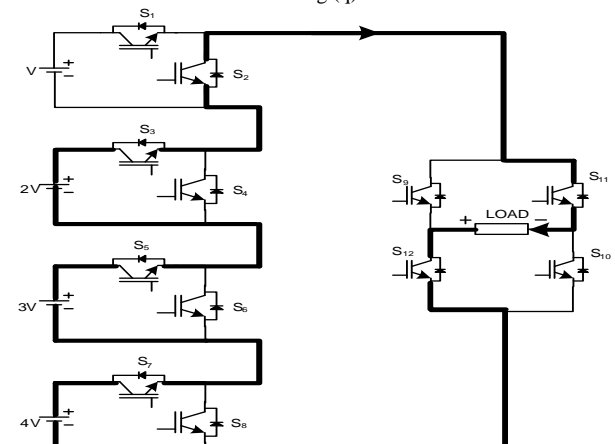 S1
V
+
−
S2
S3
2V
+
−
S4
S9
S11
+ LOAD −
S5
3V
+
−
S6
S12
S10
S7
4V
+
−
S8